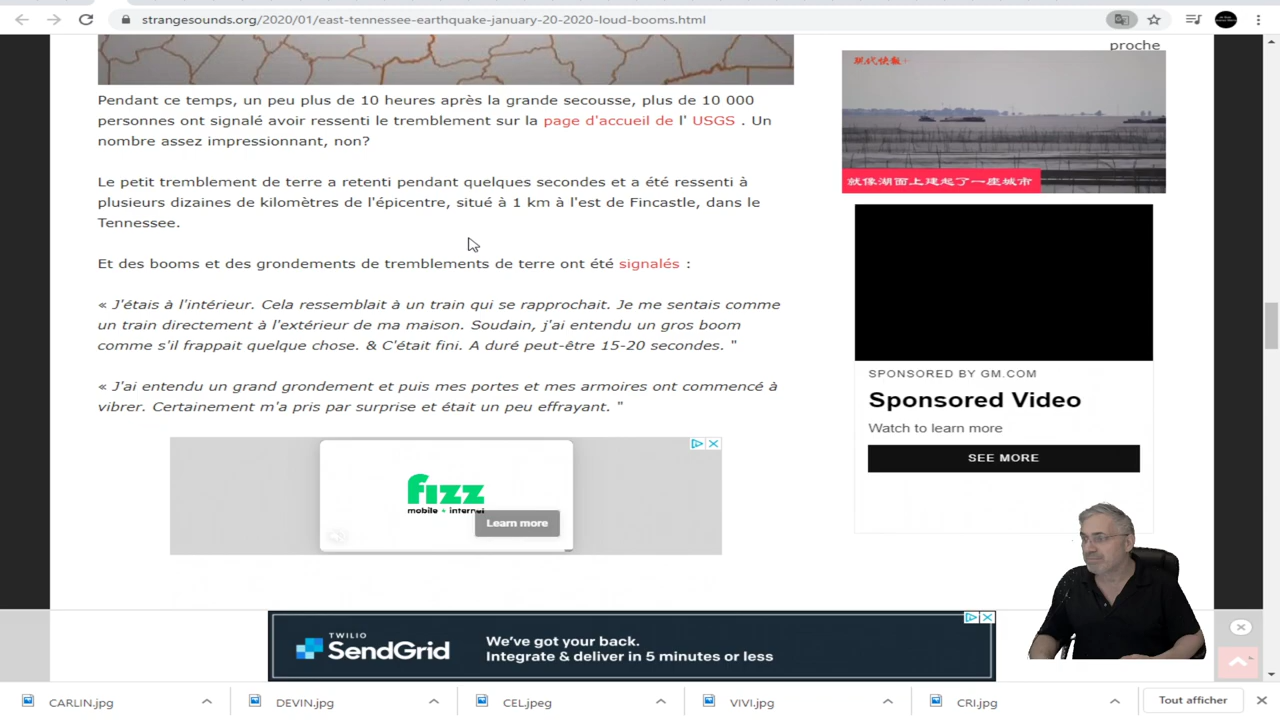 strangesounds.org/2020/01/east-tennessee-earthquake-january-20-2020-loud-booms.html
Pendant ce temps, un peu plus de 10 heures après la grande secousse, plus de 10 000
personnes ont signalé avoir ressenti le tremblement sur la page d'accueil de l' USGS . Un
nombre assez impressionnant, non?
Le petit tremblement de terre a retenti pendant quelques secondes et a été ressenti à
plusieurs dizaines de kilomètres de l'épicentre, situé à 1 km à l'est de Fincastle, dans le
Tennessee.
Et des booms et des grondements de tremblements de terre ont été signalés :
« J'étais à l'intérieur. Cela ressemblait à un train qui se rapprochait. Je me sentais comme
un train directement à l'extérieur de ma maison. Soudain, j'ai entendu un gros boom
comme s'il frappait quelque chose. & C'était fini. A duré peut-être 15-20 secondes. "
« J'ai entendu un grand grondement et puis mes portes et mes armoires ont commencé à
vibrer. Certainement m'a pris par surprise et était un peu effrayant. "
fizz
mobile + internet
Learn more
proche
现代快报+
就像湖面上建起了一座城市
SPONSORED BY GM.COM
Sponsored Video
Watch to learn more
SEE MORE
TWILIO
SendGrid
We've got your back.
Integrate & deliver in 5 minutes or less
CARLIN.jpg
DEVIN.jpg
CEL.jpeg
VIVI.jpg
CRI.jpg
Tout afficher